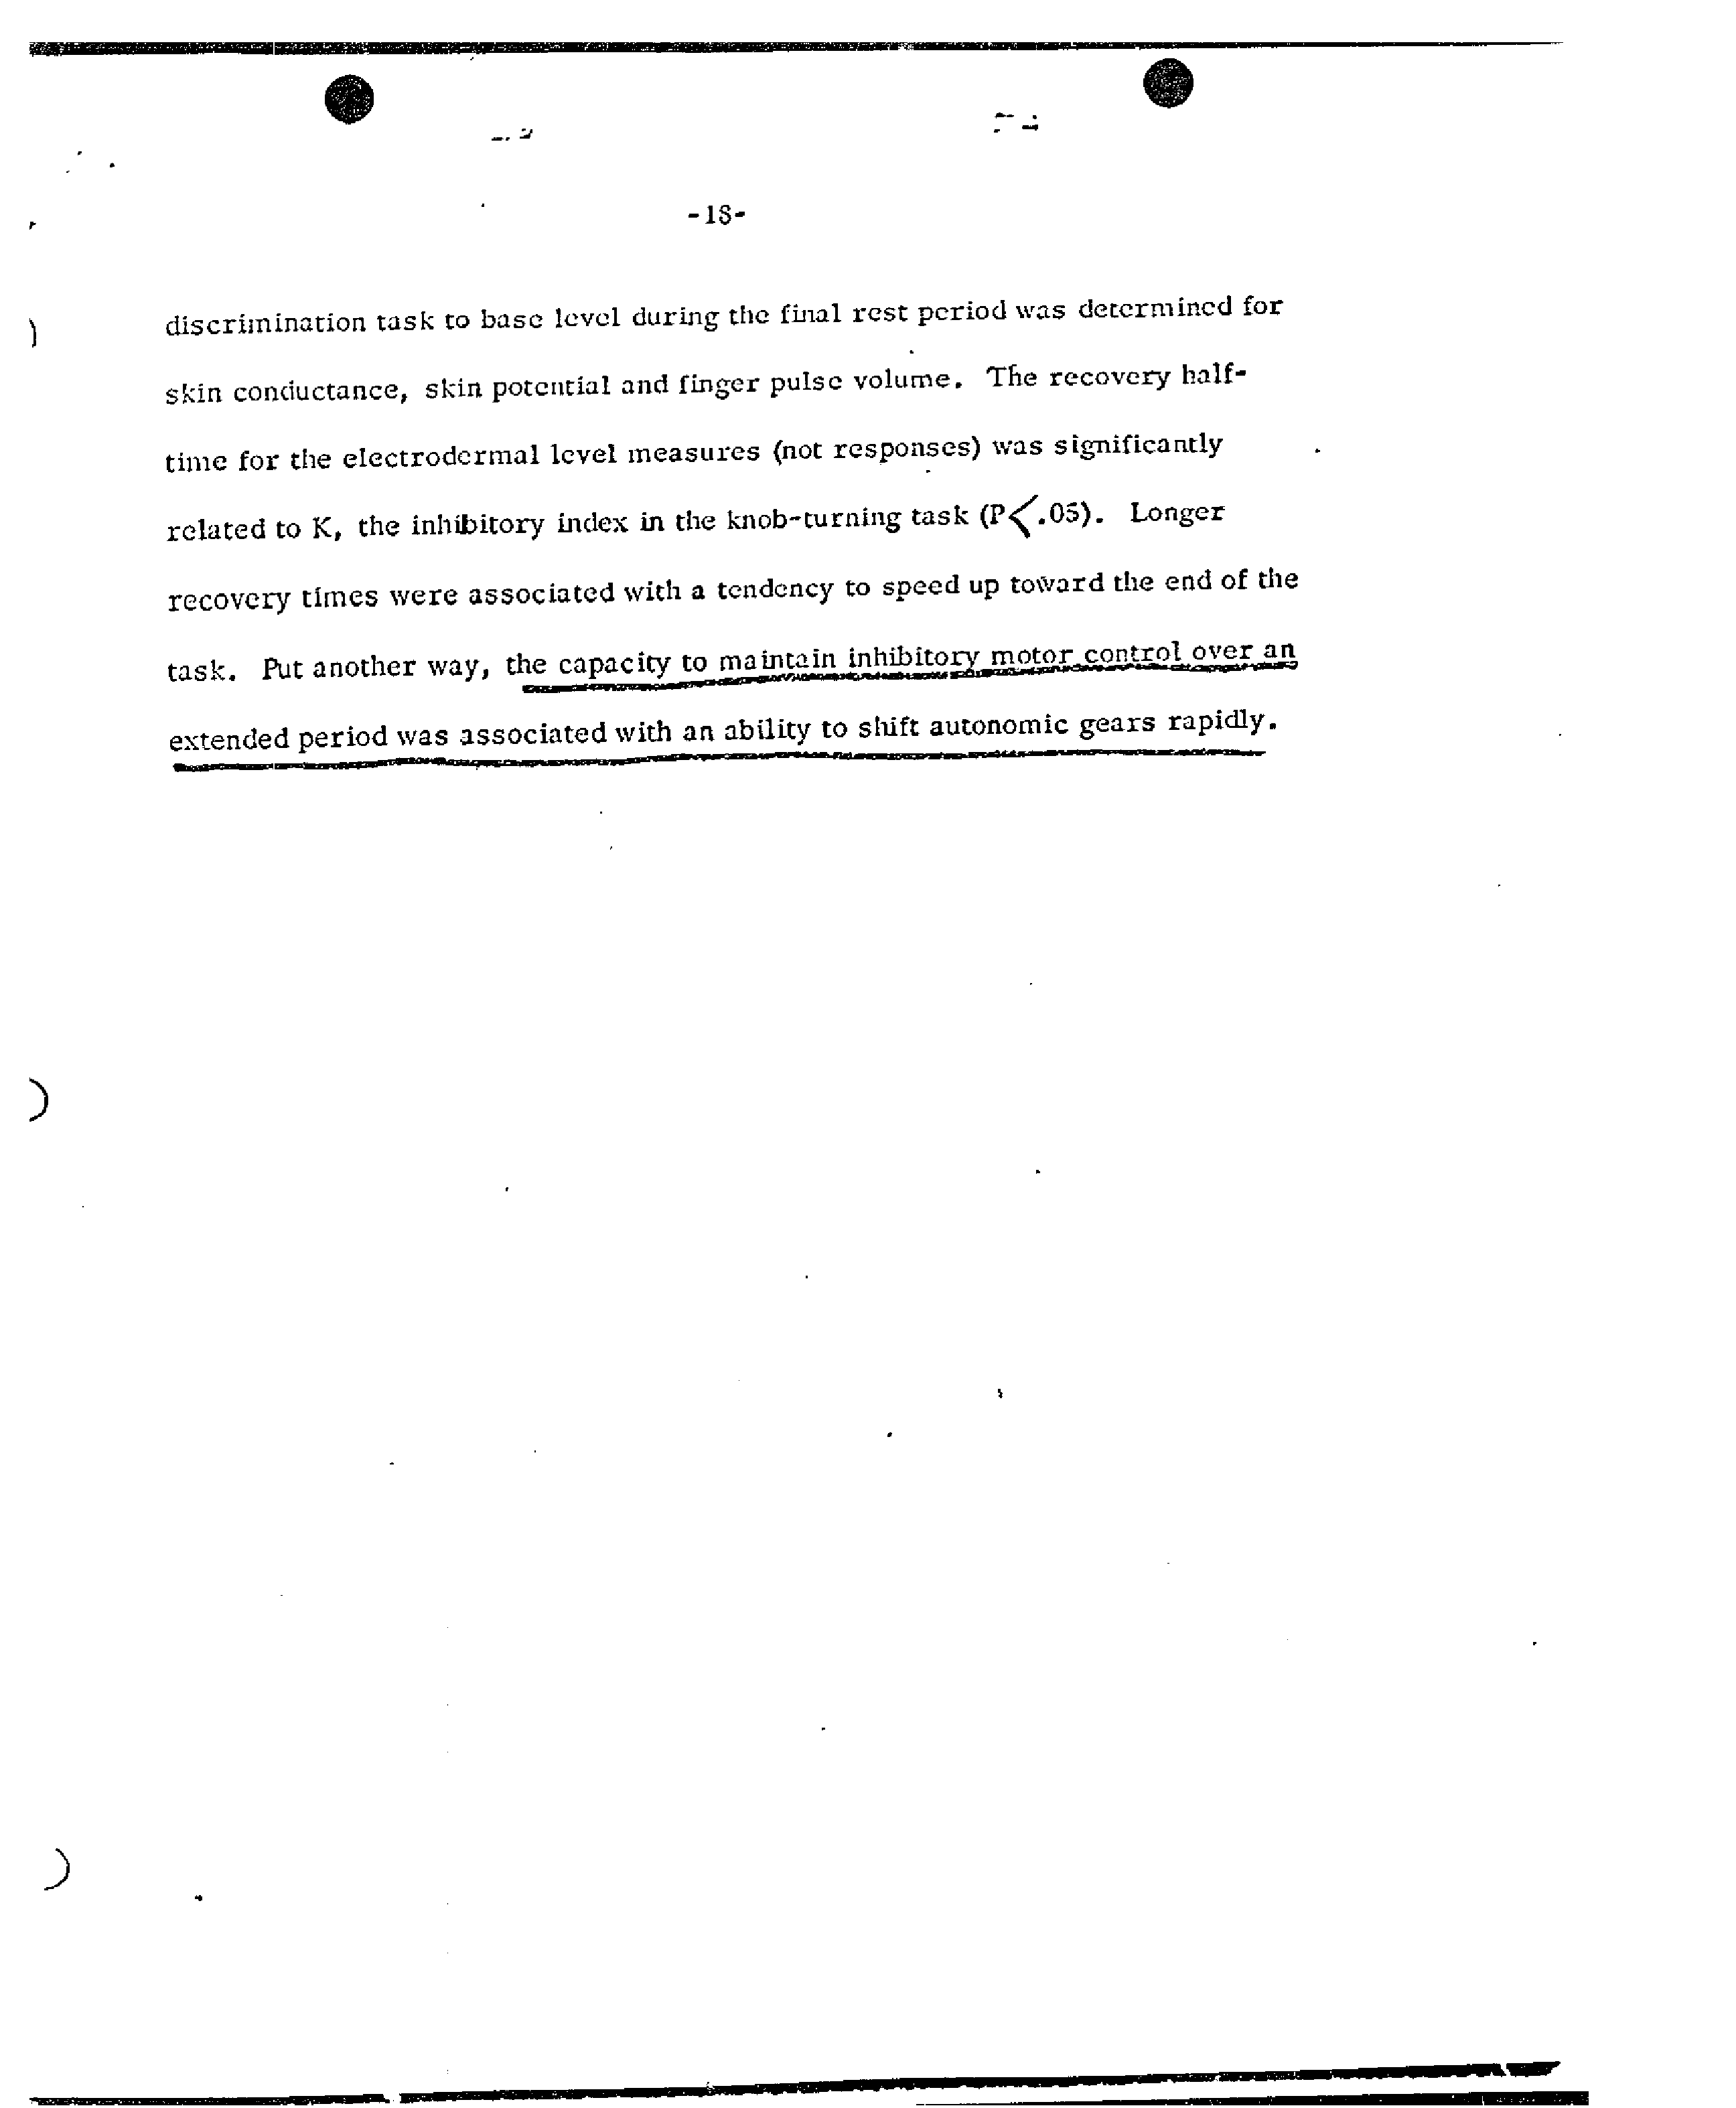 -18-
discrimination task to base level during the final rest period was determined for
skin conductance, skin potential and finger pulse volume. The recovery half-
time for the electrodermal level measures (not responses) was significantly
related to K, the inhibitory index in the knob-turning task (P<.05). Longer
recovery times were associated with a tendency to speed up toward the end of the
task. Put another way, the capacity to maintain inhibitory motor control over an
extended period was associated with an ability to shift autonomic gears rapidly.